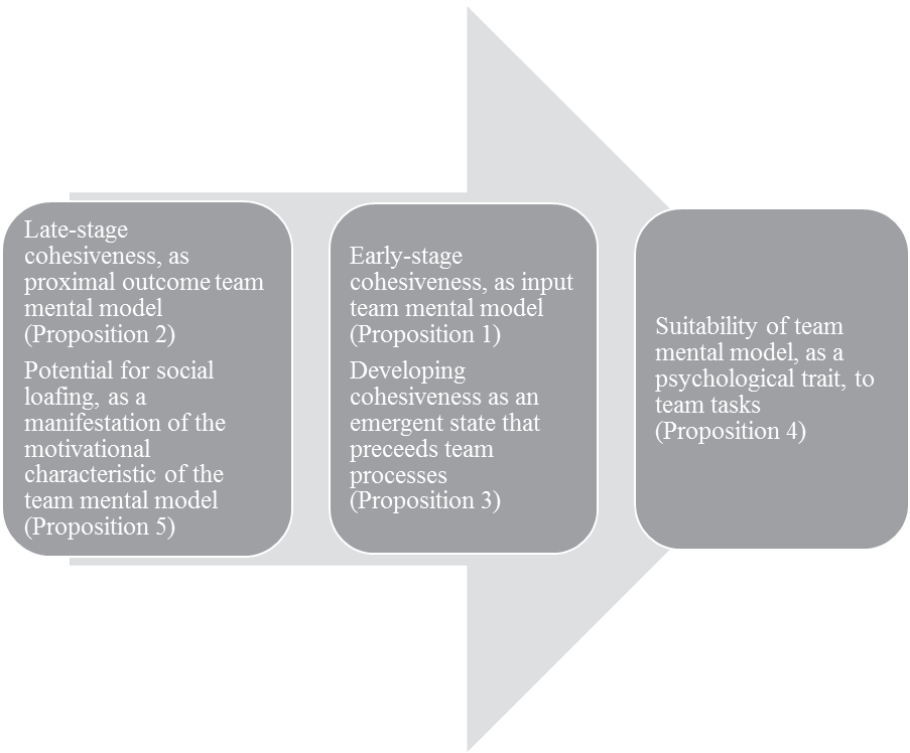 Late-stage
cohesiveness, as
proximal outcome team
mental model
(Proposition 2)
Potential for social
loafing, as a
manifestation of the
motivational
characteristic of the
team mental model
(Proposition 5)
Early-stage
cohesiveness, as input
team mental model
(Proposition 1)
Developing
cohesiveness as an
emergent state that
preceeds team
processes
(Proposition 3)
Suitability of team
mental model, as a
psychological trait, to
team tasks
(Proposition 4)